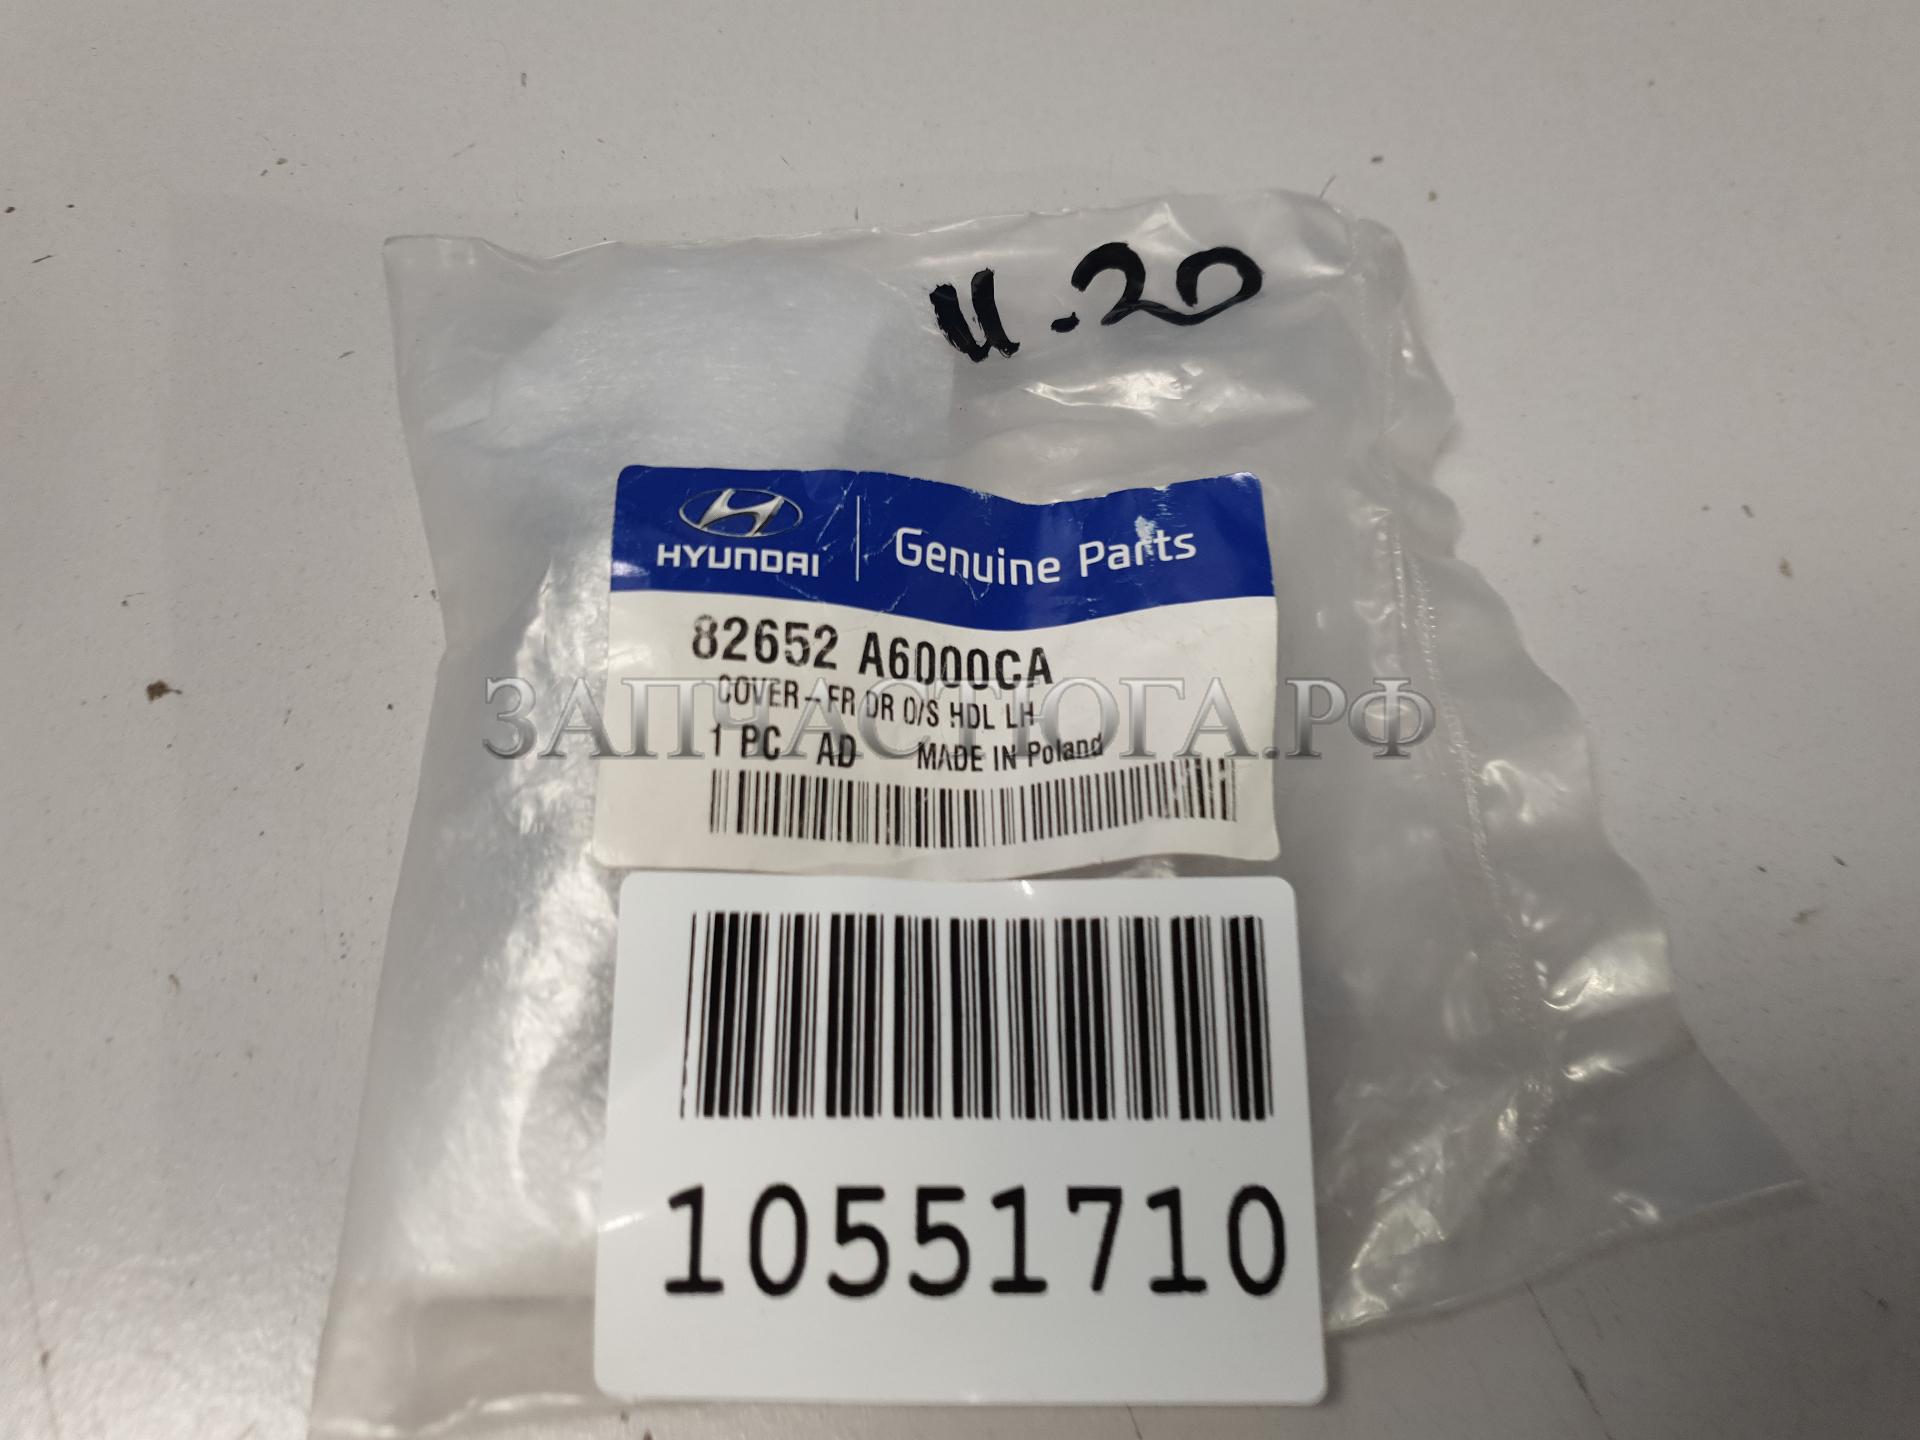 И-20
HYUNDAI Genuine Parts
82652 A6000CA
COVER-FR DR O/S HDL LH
ЗАПЧАСТЮГА.РФ
1 PC AD MADE IN Poland
10551710